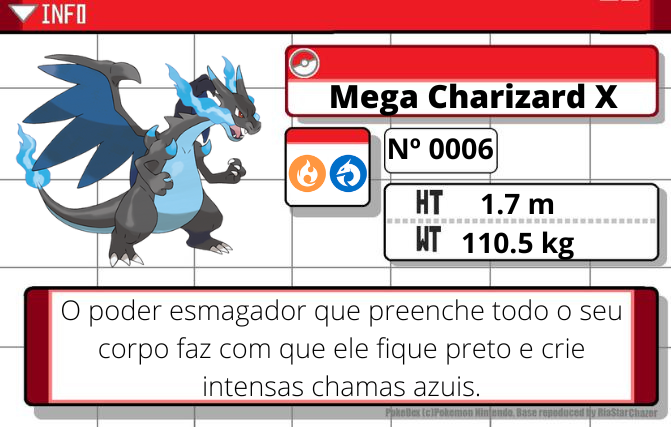 INFO
Mega Charizard X
Nº 0006
HT 1.7 m
WT 110.5 kg
O poder esmagador que preenche todo o seu
corpo faz com que ele fique preto e crie
intensas chamas azuis.
PokeDex (c)Pokemon Nintendo. Base reproduced by RiaStarChazer